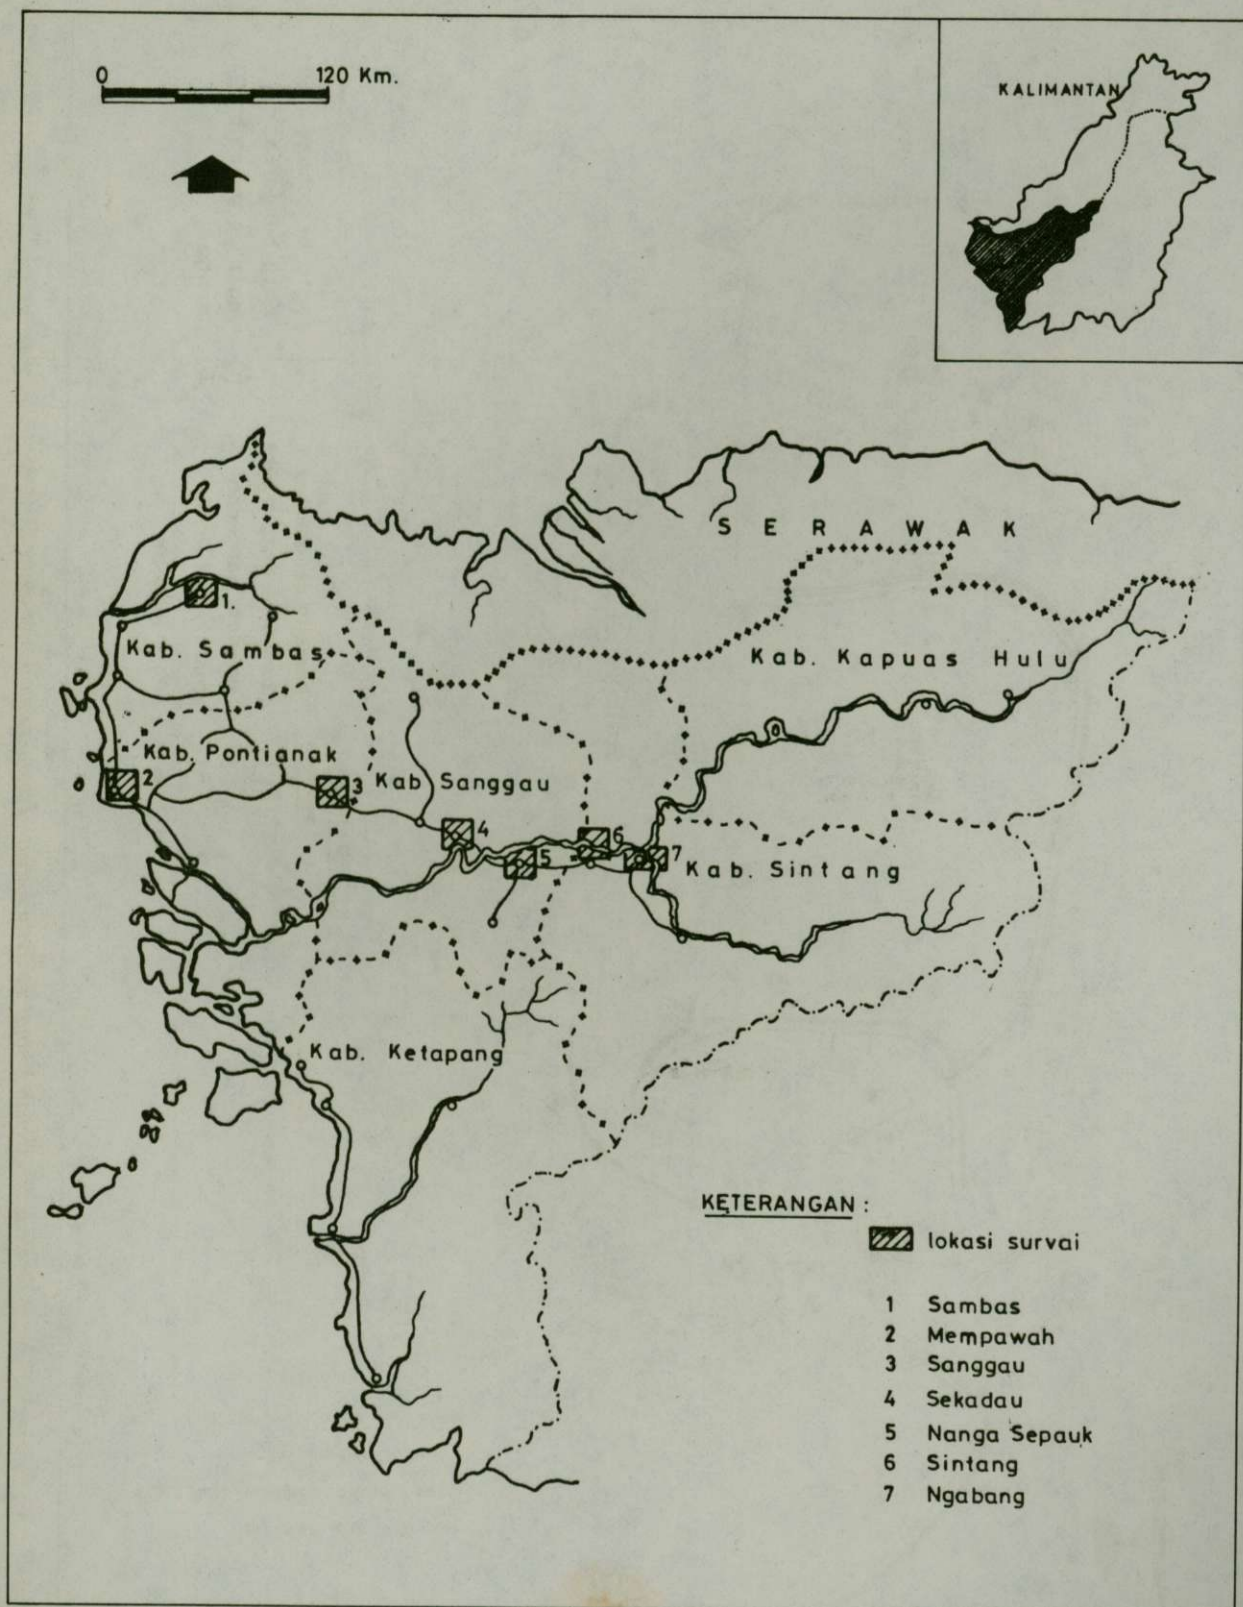 0 120 Km.
KALIMANTAN
S E R A W A K
1.
Kab. Sambas
Kab. Kapuas Hulu
Kab. Pontianak
2
3
Kab Sanggau
4
5
6
7
Kab. Sintang
Kab. Ketapang
KETERANGAN :
lokasi survai
1 Sambas
2 Mempawah
3 Sanggau
4 Sekadau
5 Nanga Sepauk
6 Sintang
7 Ngabang